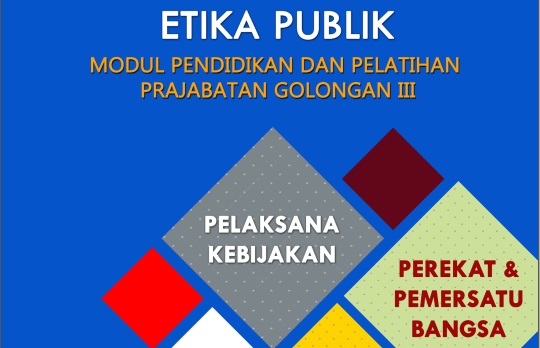 ETIKA PUBLIK
MODUL PENDIDIKAN DAN PELATIHAN
PRAJABATAN GOLONGAN III
PELAKSANA
KEBIJAKAN
PEREKAT &
PEMERSATU
BANGSA